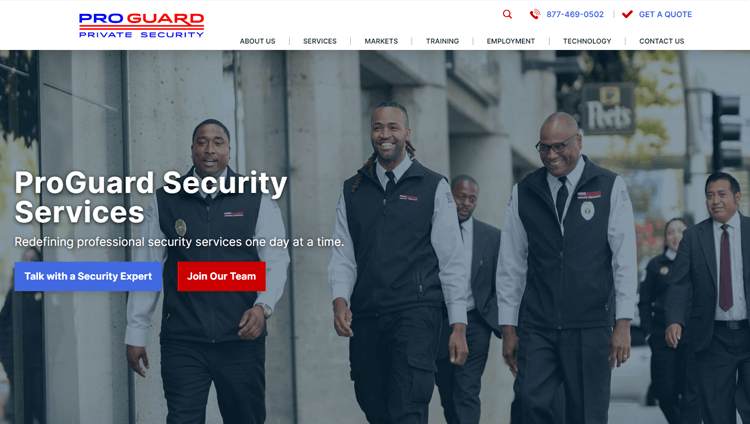 PRO GUARD
PRIVATE SECURITY
877-469-0502
GET A QUOTE
ABOUT US
SERVICES
MARKETS
TRAINING
EMPLOYMENT
TECHNOLOGY
CONTACT US
Peet's
ProGuard Security
Services
Redefining professional security services one day at a time.
Talk with a Security Expert
Join Our Team